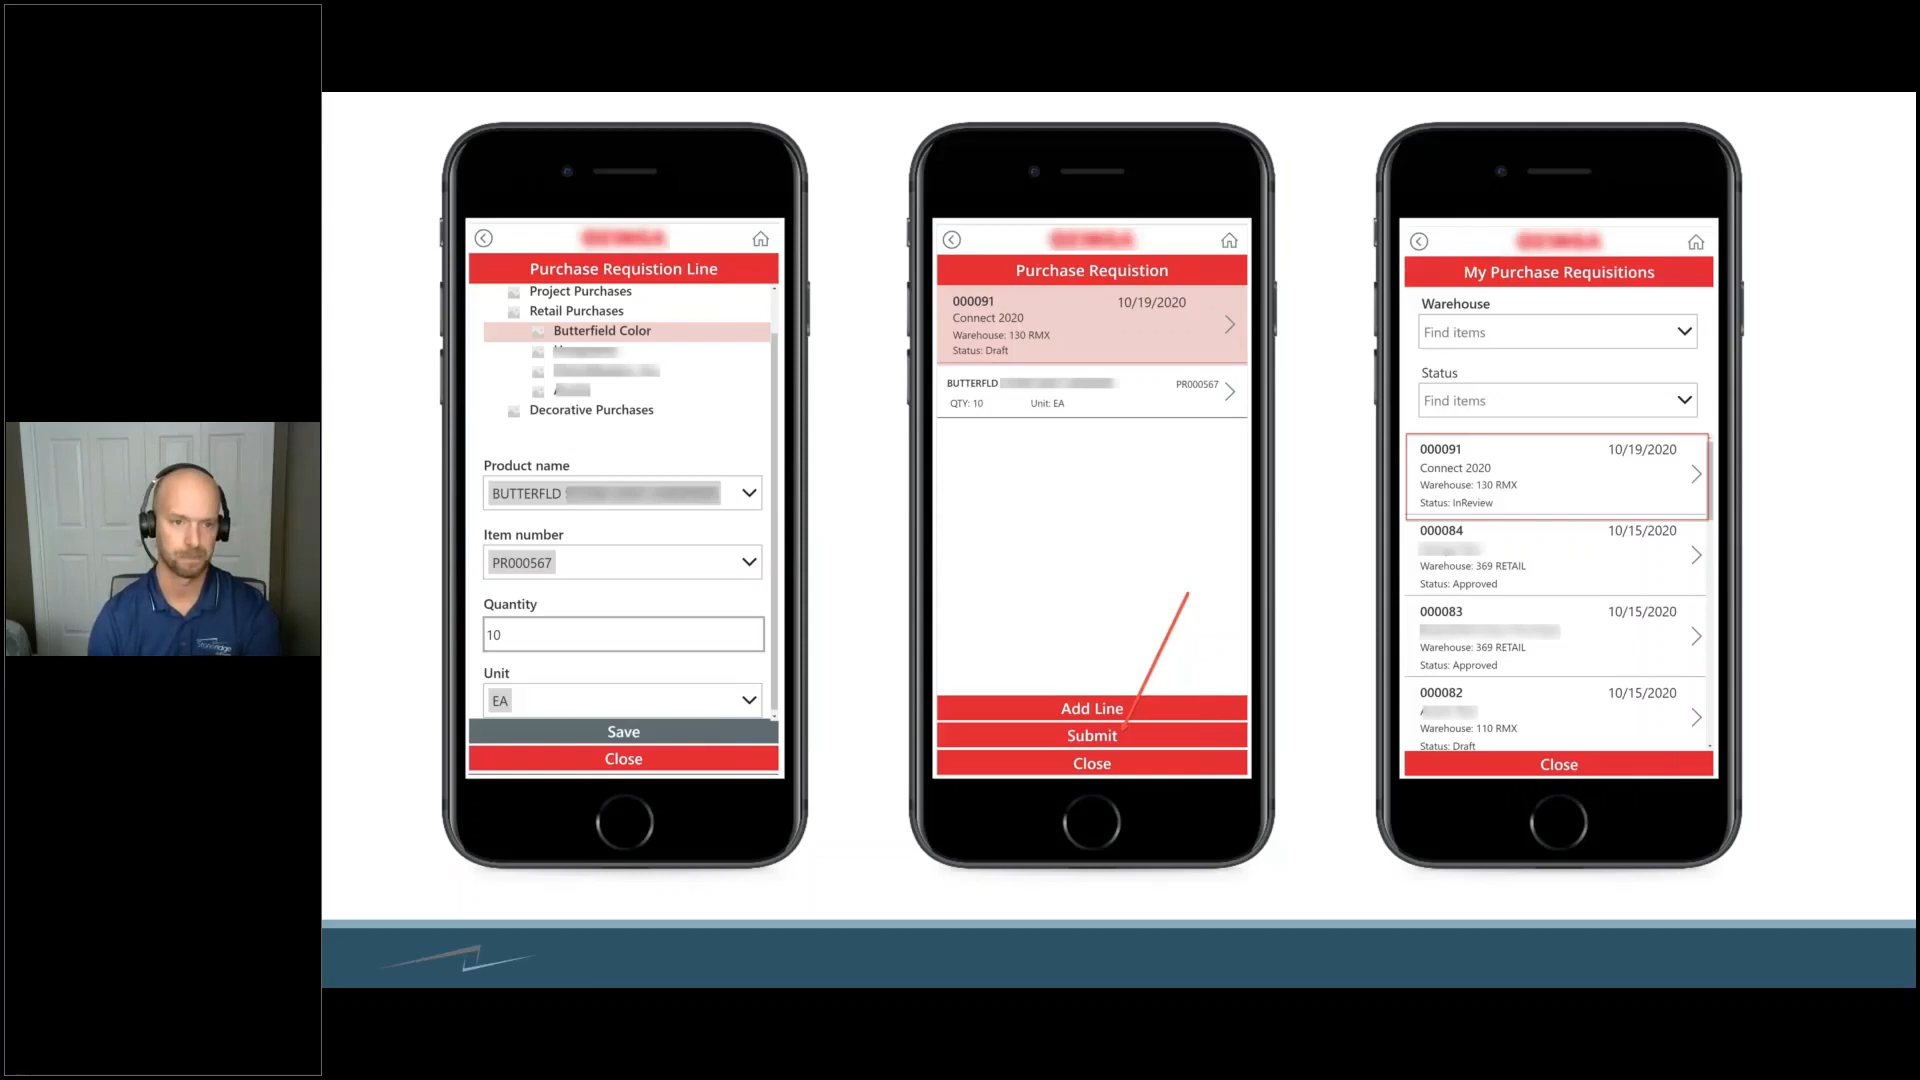 Purchase Requistion Line
Project Purchases
Retail Purchases
Butterfield Color
Decorative Purchases
Product name
BUTTERFLD
Item number
PR000567
Quantity
10
Unit
EA
Save
Close
Purchase Requistion
000091 10/19/2020
Connect 2020
Warehouse: 130 RMX
Status: Draft
BUTTERFLD PR000567
QTY: 10 Unit: EA
Add Line
Submit
Close
My Purchase Requisitions
Warehouse
Find items
Status
Find items
000091 10/19/2020
Connect 2020
Warehouse: 130 RMX
Status: InReview
000084 10/15/2020
Warehouse: 369 RETAIL
Status: Approved
000083 10/15/2020
Warehouse: 369 RETAIL
Status: Approved
000082 10/15/2020
Warehouse: 110 RMX
Status: Draft
Close
Stoneridge